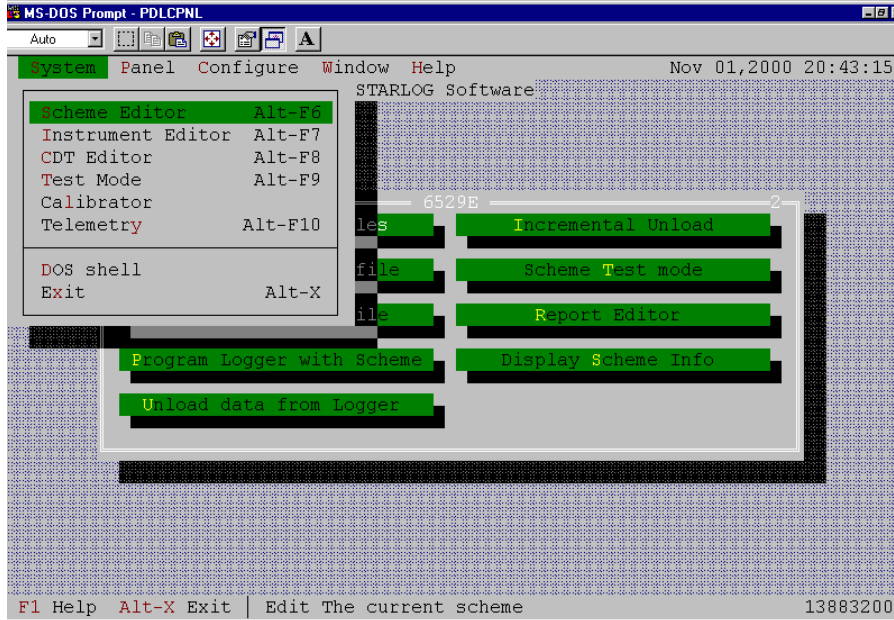 MS-DOS Prompt - PDLCPNL
Auto
A
System Panel Configure Window Help Nov 01,2000 20:43:15
STARLOG Software
Scheme Editor Alt-F6
Instrument Editor Alt-F7
CDT Editor Alt-F8
Test Mode Alt-F9
Calibrator
Telemetry Alt-F10
DOS shell
Exit Alt-X
6529E 2
les Incremental Unload
file Scheme Test mode
ile Report Editor
Program Logger with Scheme Display Scheme Info
Unload data from Logger
F1 Help Alt-X Exit | Edit The current scheme 13883200